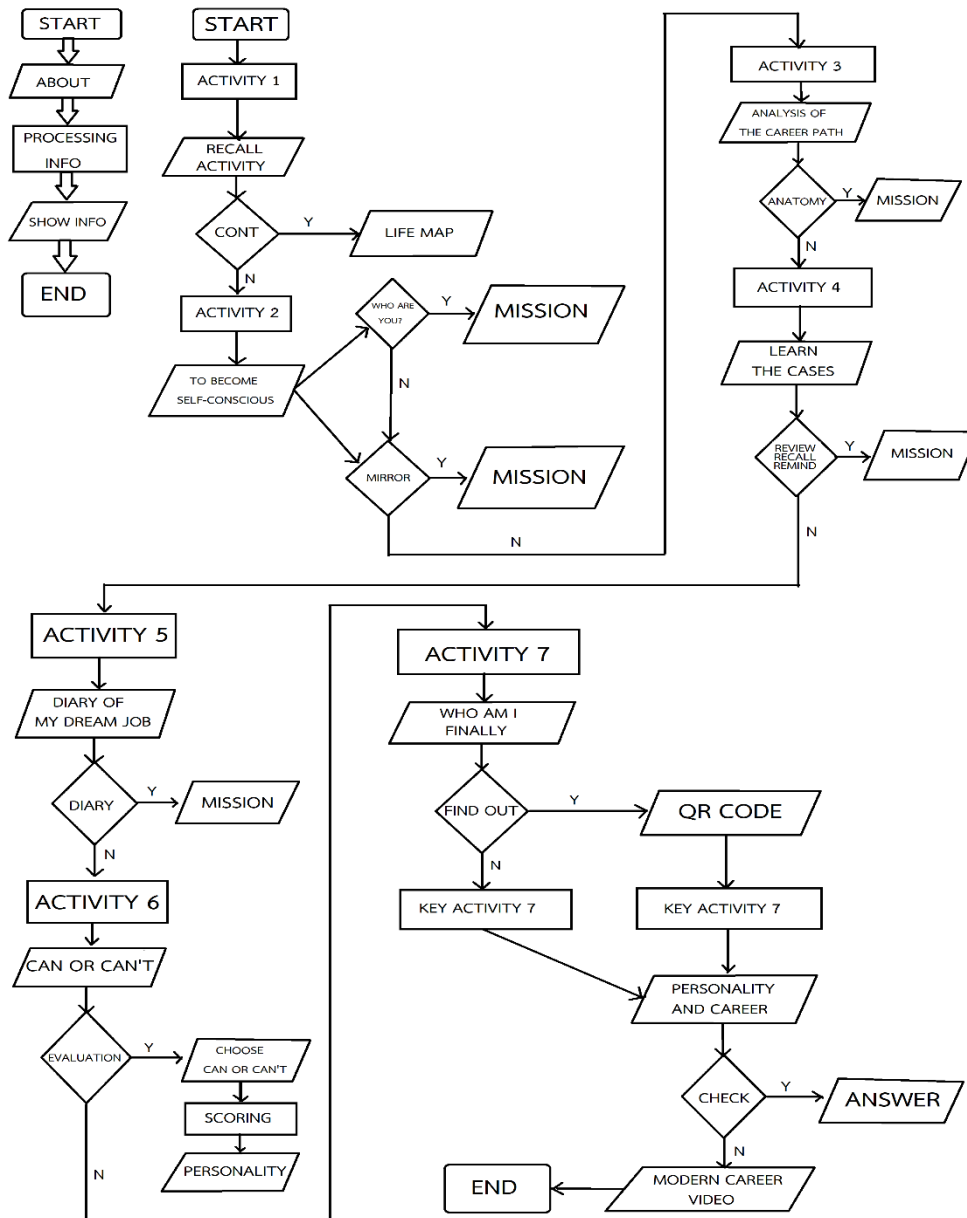 START
ABOUT
PROCESSING
INFO
SHOW INFO
END
START
ACTIVITY 1
RECALL
ACTIVITY
CONT
Y
LIFE MAP
N
ACTIVITY 2
TO BECOME
SELF-CONSCIOUS
WHO ARE
YOU?
Y
MISSION
N
MIRROR
Y
MISSION
N
ACTIVITY 3
ANALYSIS OF
THE CAREER PATH
ANATOMY
Y
MISSION
N
ACTIVITY 4
LEARN
THE CASES
REVIEW
RECALL
REMIND
Y
MISSION
N
ACTIVITY 5
DIARY OF
MY DREAM JOB
DIARY
Y
MISSION
N
ACTIVITY 6
CAN OR CAN'T
EVALUATION
Y
CHOOSE
CAN OR CAN'T
SCORING
PERSONALITY
N
ACTIVITY 7
WHO AM I
FINALLY
FIND OUT
Y
QR CODE
N
KEY ACTIVITY 7
KEY ACTIVITY 7
PERSONALITY
AND CAREER
CHECK
Y
ANSWER
N
MODERN CAREER
VIDEO
END